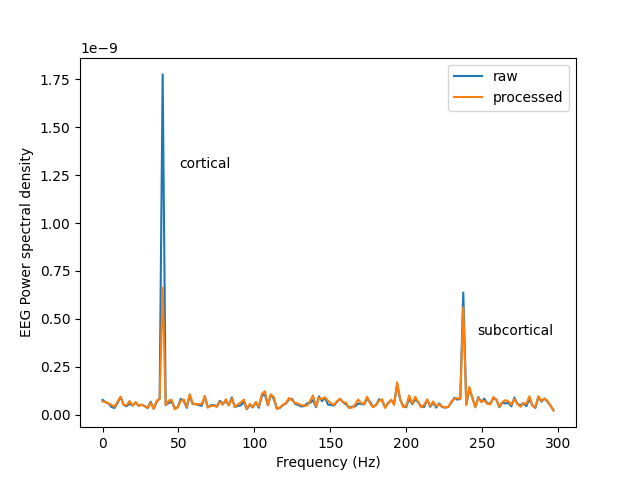 1e−9
raw
processed
1.75
1.50
1.25
1.00
0.75
0.50
0.25
0.00
EEG Power spectral density
cortical
subcortical
0
50
100
150
200
250
300
Frequency (Hz)